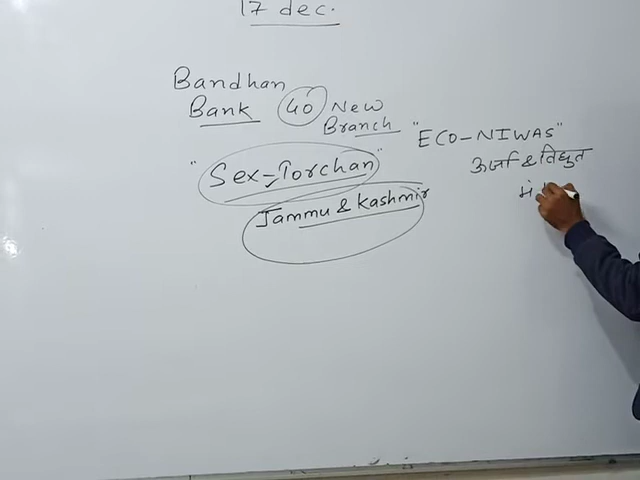 17 dec.
Bandhan
Bank 40 New
Branch
"Sex-Torchan"
Jammu & Kashmir
"ECO-NIWAS"
ऊर्जा & विद्युत
मं